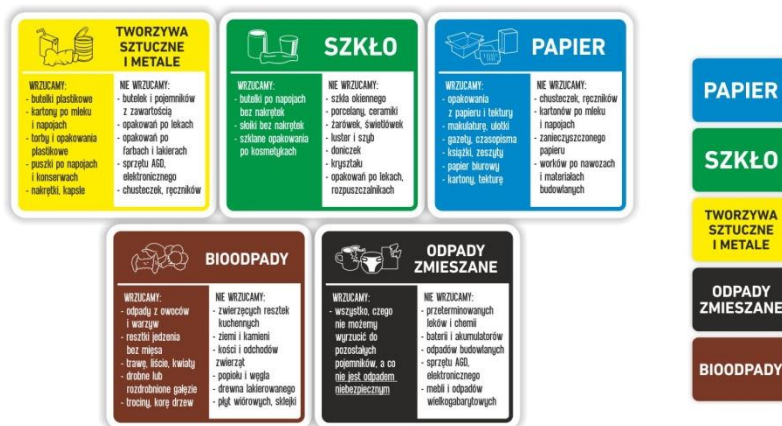 TWORZYWA
SZTUCZNE
I METALE
WRZUCAMY:
- butelki plastikowe
- kartony po mleku
i napojach
- torby i opakowania
plastikowe
- puszki po napojach
i konserwach
- nakrętki, kapsle
NIE WRZUCAMY:
- butelek i pojemników
z zawartością
- opakowań po lekach
- opakowań po
farbach i lakierach
- sprzętu AGD,
elektronicznego
- chusteczek, ręczników
SZKŁO
WRZUCAMY:
- butelki po napojach
bez nakrętek
- słoiki bez nakrętek
- szklane opakowania
po kosmetykach
NIE WRZUCAMY:
- szkła okiennego
- porcelany, ceramiki
- żarówek, świetlówek
- luster i szyb
- doniczek
- kryształu
- opakowań po lekach,
rozpuszczalnikach
PAPIER
WRZUCAMY:
- opakowania
z papieru i tektury
- makulaturę, ulotki
- gazety, czasopisma
- książki, zeszyty
- papier biurowy
- kartony, tekturę
NIE WRZUCAMY:
- chusteczek, ręczników
- kartonów po mleku
i napojach
- zanieczyszczonego
papieru
- worków po nawozach
i materiałach
budowlanych
BIOODPADY
WRZUCAMY:
- odpady z owoców
i warzyw
- resztki jedzenia
bez mięsa
- trawę, liście, kwiaty
- drobne lub
rozdrobnione gałęzie
- trociny, korę drzew
NIE WRZUCAMY:
- zwierzęcych resztek
kuchennych
- ziemi i kamieni
- kości i odchodów
zwierząt
- popiołu i węgla
- drewna lakierowanego
- płyt wiórowych, sklejki
ODPADY
ZMIESZANE
WRZUCAMY:
- wszystko, czego
nie możemy
wyrzucić do
pozostałych
pojemników, a co
nie jest odpadem
niebezpiecznym
NIE WRZUCAMY:
- przeterminowanych
leków i chemii
- baterii i akumulatorów
- odpadów budowlanych
- sprzętu AGD,
elektronicznego
- mebli i odpadów
wielkogabarytowych
PAPIER
SZKŁO
TWORZYWA
SZTUCZNE
I METALE
ODPADY
ZMIESZANE
BIOODPADY